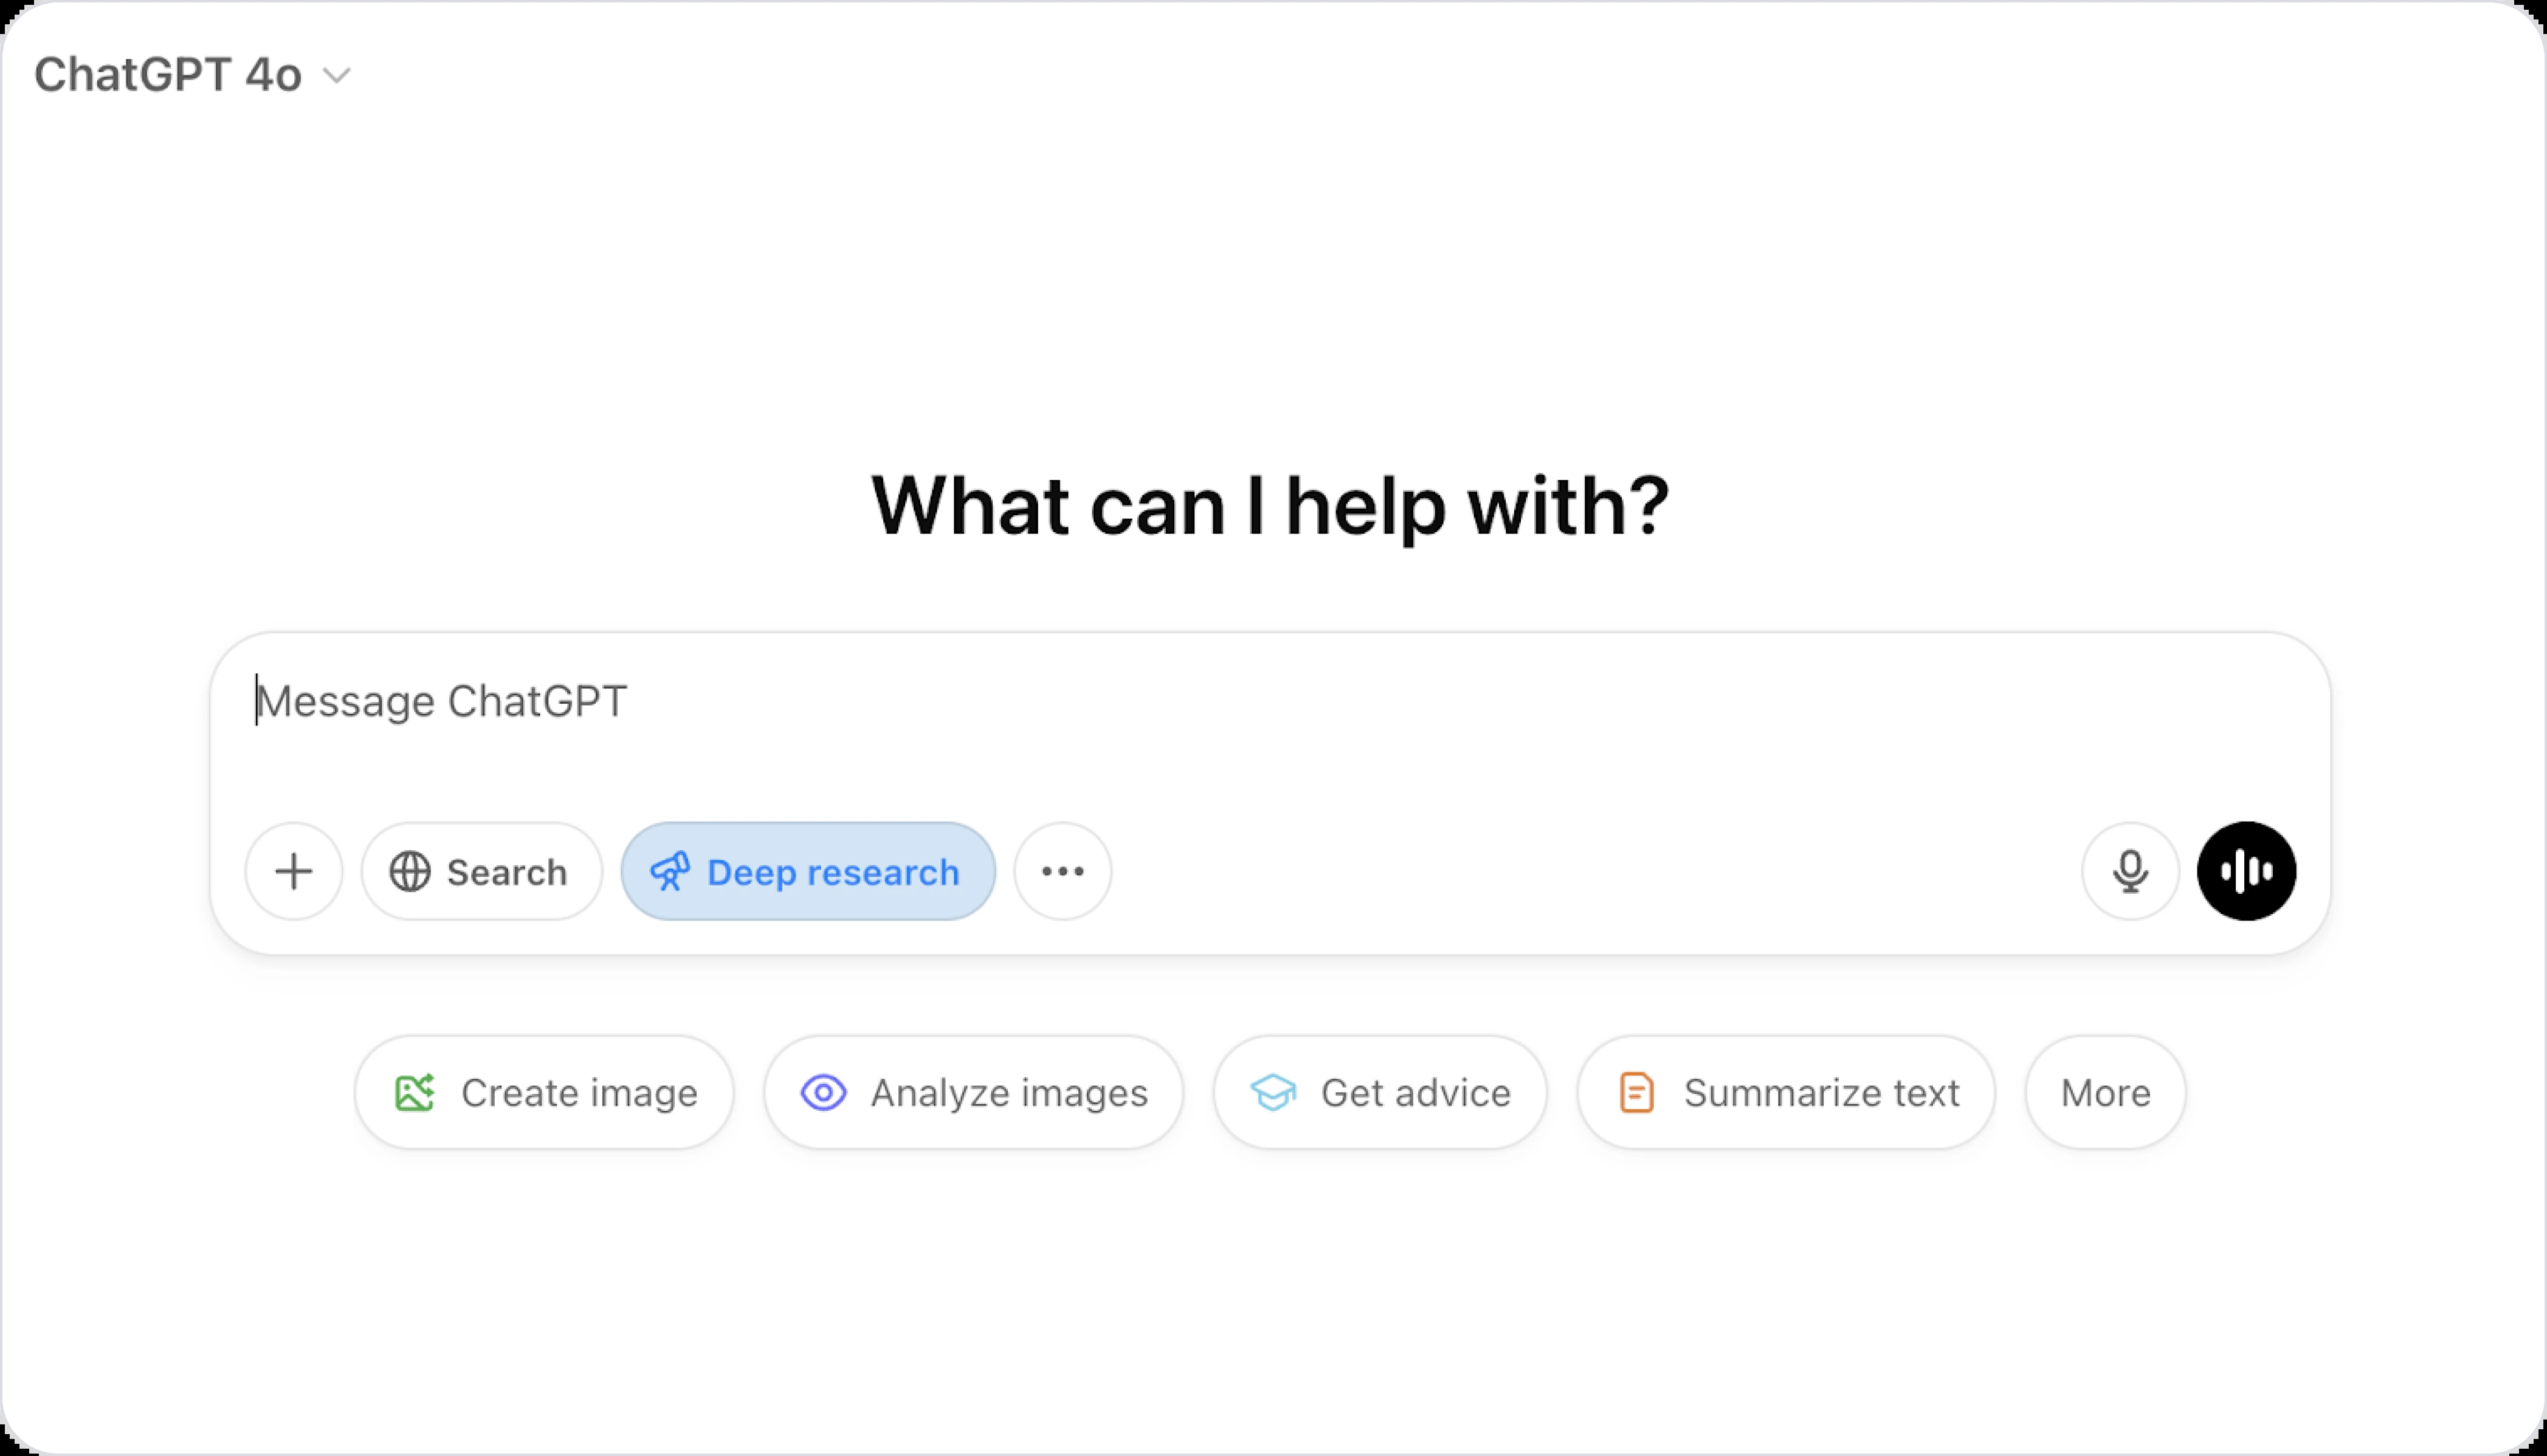 ChatGPT 4o
What can I help with?
Message ChatGPT
Search Deep research
Create image Analyze images Get advice Summarize text More